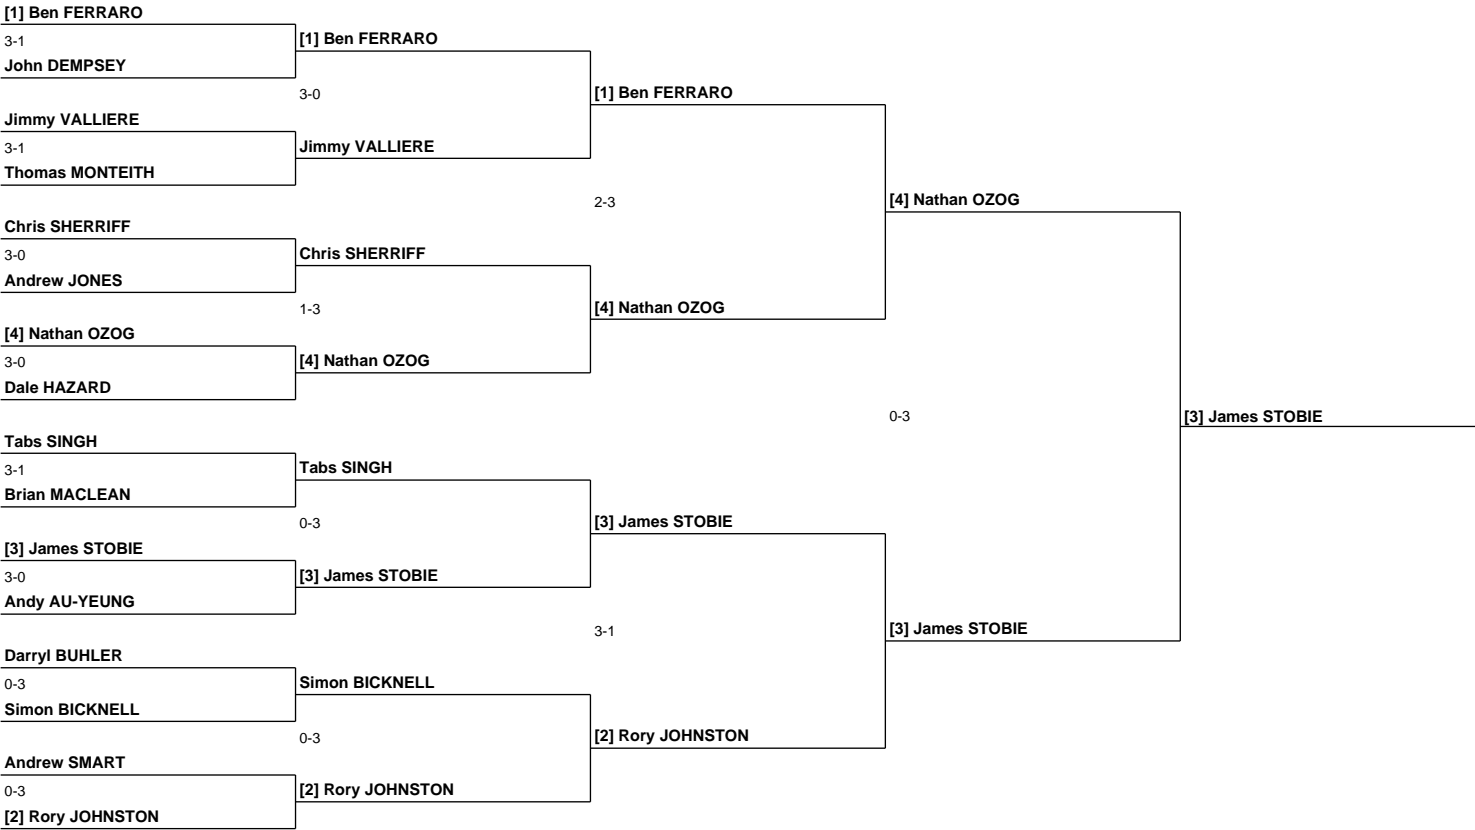 [1] Ben FERRARO
3-1
John DEMPSEY
Jimmy VALLIERE
3-1
Thomas MONTEITH
Chris SHERRIFF
3-0
Andrew JONES
[4] Nathan OZOG
3-0
Dale HAZARD
Tabs SINGH
3-1
Brian MACLEAN
[3] James STOBIE
3-0
Andy AU-YEUNG
Darryl BUHLER
0-3
Simon BICKNELL
Andrew SMART
0-3
[2] Rory JOHNSTON
[1] Ben FERRARO
3-0
Jimmy VALLIERE
Chris SHERRIFF
1-3
[4] Nathan OZOG
Tabs SINGH
0-3
[3] James STOBIE
Simon BICKNELL
0-3
[2] Rory JOHNSTON
[1] Ben FERRARO
2-3
[4] Nathan OZOG
[3] James STOBIE
3-1
[2] Rory JOHNSTON
[4] Nathan OZOG
0-3
[3] James STOBIE
[3] James STOBIE